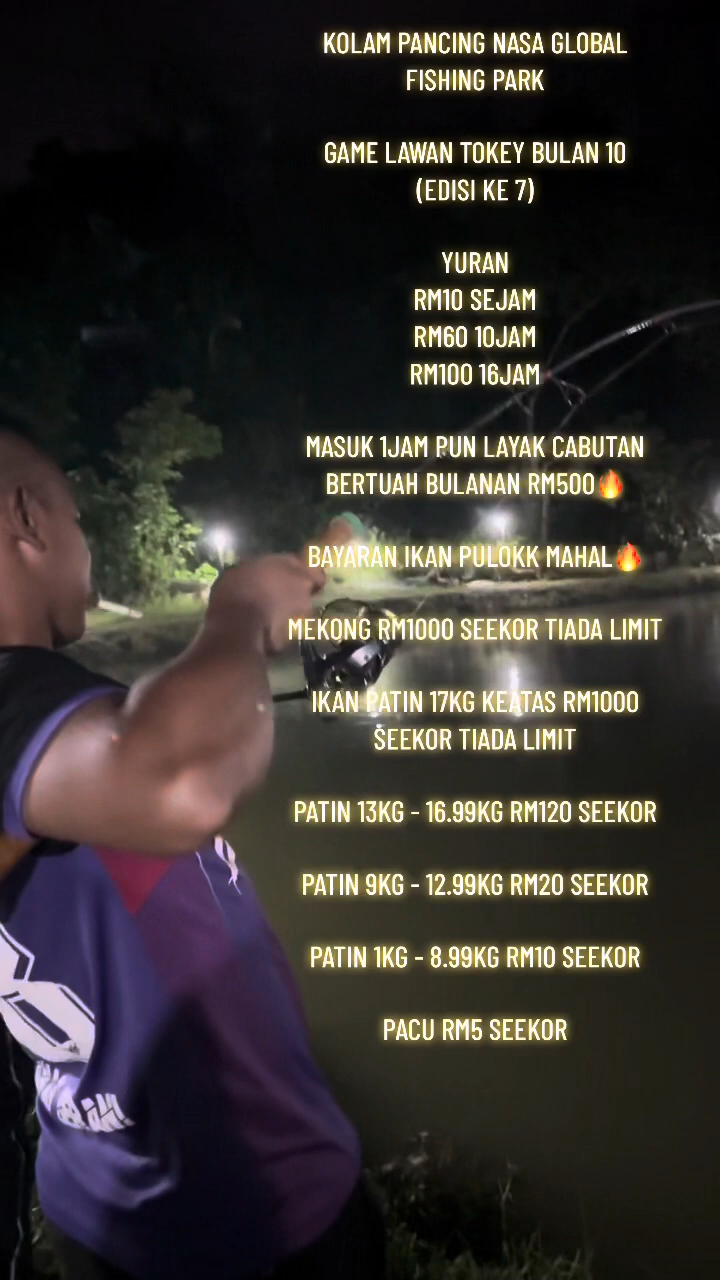 KOLAM PANCING NASA GLOBAL
FISHING PARK
GAME LAWAN TOKEY BULAN 10
(EDISI KE 7)
YURAN
RM10 SEJAM
RM60 10JAM
RM100 16JAM
MASUK 1JAM PUN LAYAK CABUTAN
BERTUAH BULANAN RM500🔥
BAYARAN IKAN PULOKK MAHAL🔥
MEKONG RM1000 SEEKOR TIADA LIMIT
IKAN PATIN 17KG KEATAS RM1000
SEEKOR TIADA LIMIT
PATIN 13KG - 16.99KG RM120 SEEKOR
PATIN 9KG - 12.99KG RM20 SEEKOR
PATIN 1KG - 8.99KG RM10 SEEKOR
PACU RM5 SEEKOR